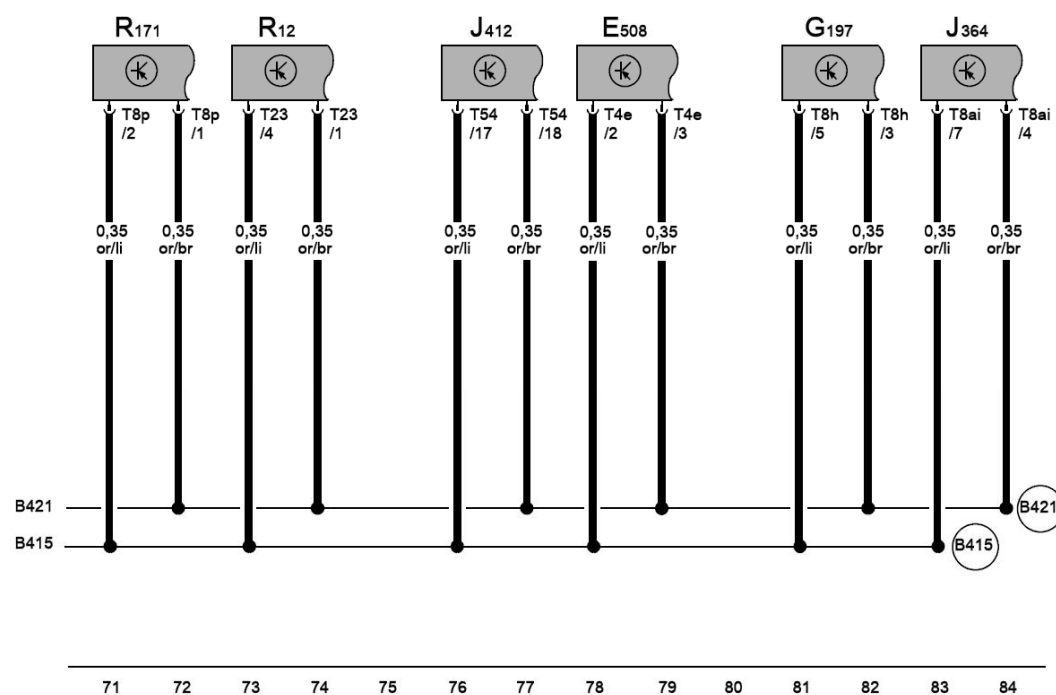 R171 R12 J412 E508 G197 J364
T8p T8p T23 T23 T54 T54 T4e T4e T8h T8h T8ai T8ai
/2 /1 /4 /1 /17 /18 /2 /3 /5 /3 /7 /4
0,35 0,35 0,35 0,35 0,35 0,35 0,35 0,35 0,35 0,35 0,35 0,35
or/li or/br or/li or/br or/li or/br or/li or/br or/li or/br or/li or/br
B421 B421
B415 B415
71 72 73 74 75 76 77 78 79 80 81 82 83 84